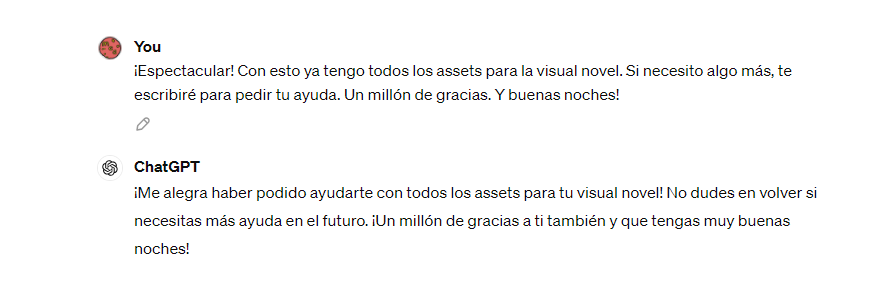 You
¡Espectacular! Con esto ya tengo todos los assets para la visual novel. Si necesito algo más, te
escribiré para pedir tu ayuda. Un millón de gracias. Y buenas noches!
ChatGPT
¡Me alegra haber podido ayudarte con todos los assets para tu visual novel! No dudes en volver si
necesitas más ayuda en el futuro. ¡Un millón de gracias a ti también y que tengas muy buenas
noches!